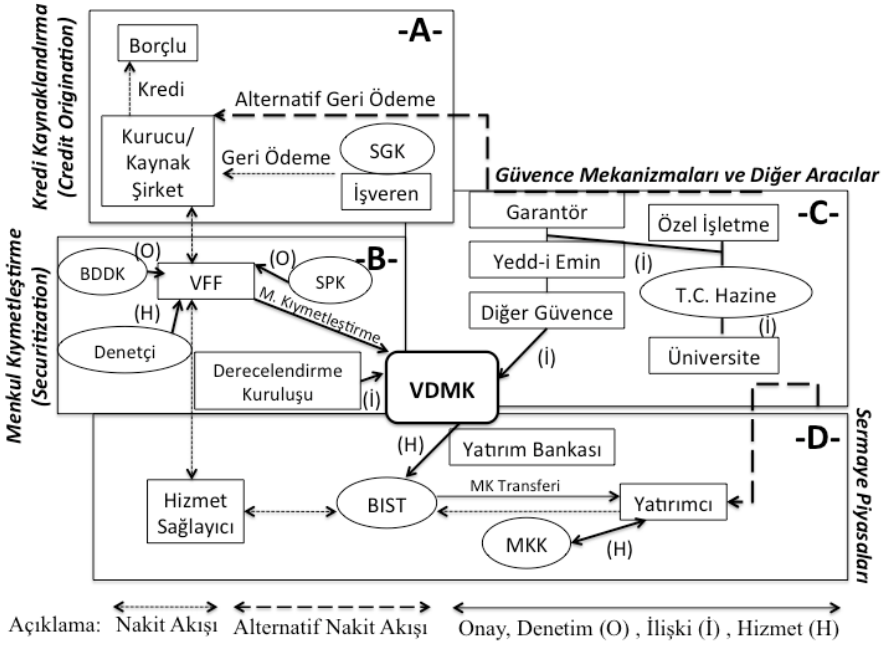 Kredi Kaynaklandırma
(Credit Origination)
-A-
Borçlu
Kredi
Alternatif Geri Ödeme
Kurucu/
Kaynak
Şirket
Geri Ödeme
SGK
İşveren
Güvence Mekanizmaları ve Diğer Aracılar
-C-
Garantör
Özel İşletme
Yedd-i Emin
(İ)
T.C. Hazine
Diğer Güvence
(İ)
Üniversite
(İ)
Menkul Kıymetleştirme
(Securitization)
-B-
BDDK
(O)
VFF
(O)
SPK
(H)
M. Kıymetleştirme
Denetçi
Derecelendirme
Kuruluşu
(İ)
VDMK
Sermaye Piyasaları
-D-
(H)
Yatırım Bankası
Hizmet
Sağlayıcı
BIST
MK Transferi
Yatırımcı
MKK
(H)
Açıklama:
Nakit Akışı
Alternatif Nakit Akışı
Onay, Denetim (O) , İlişki (İ) , Hizmet (H)